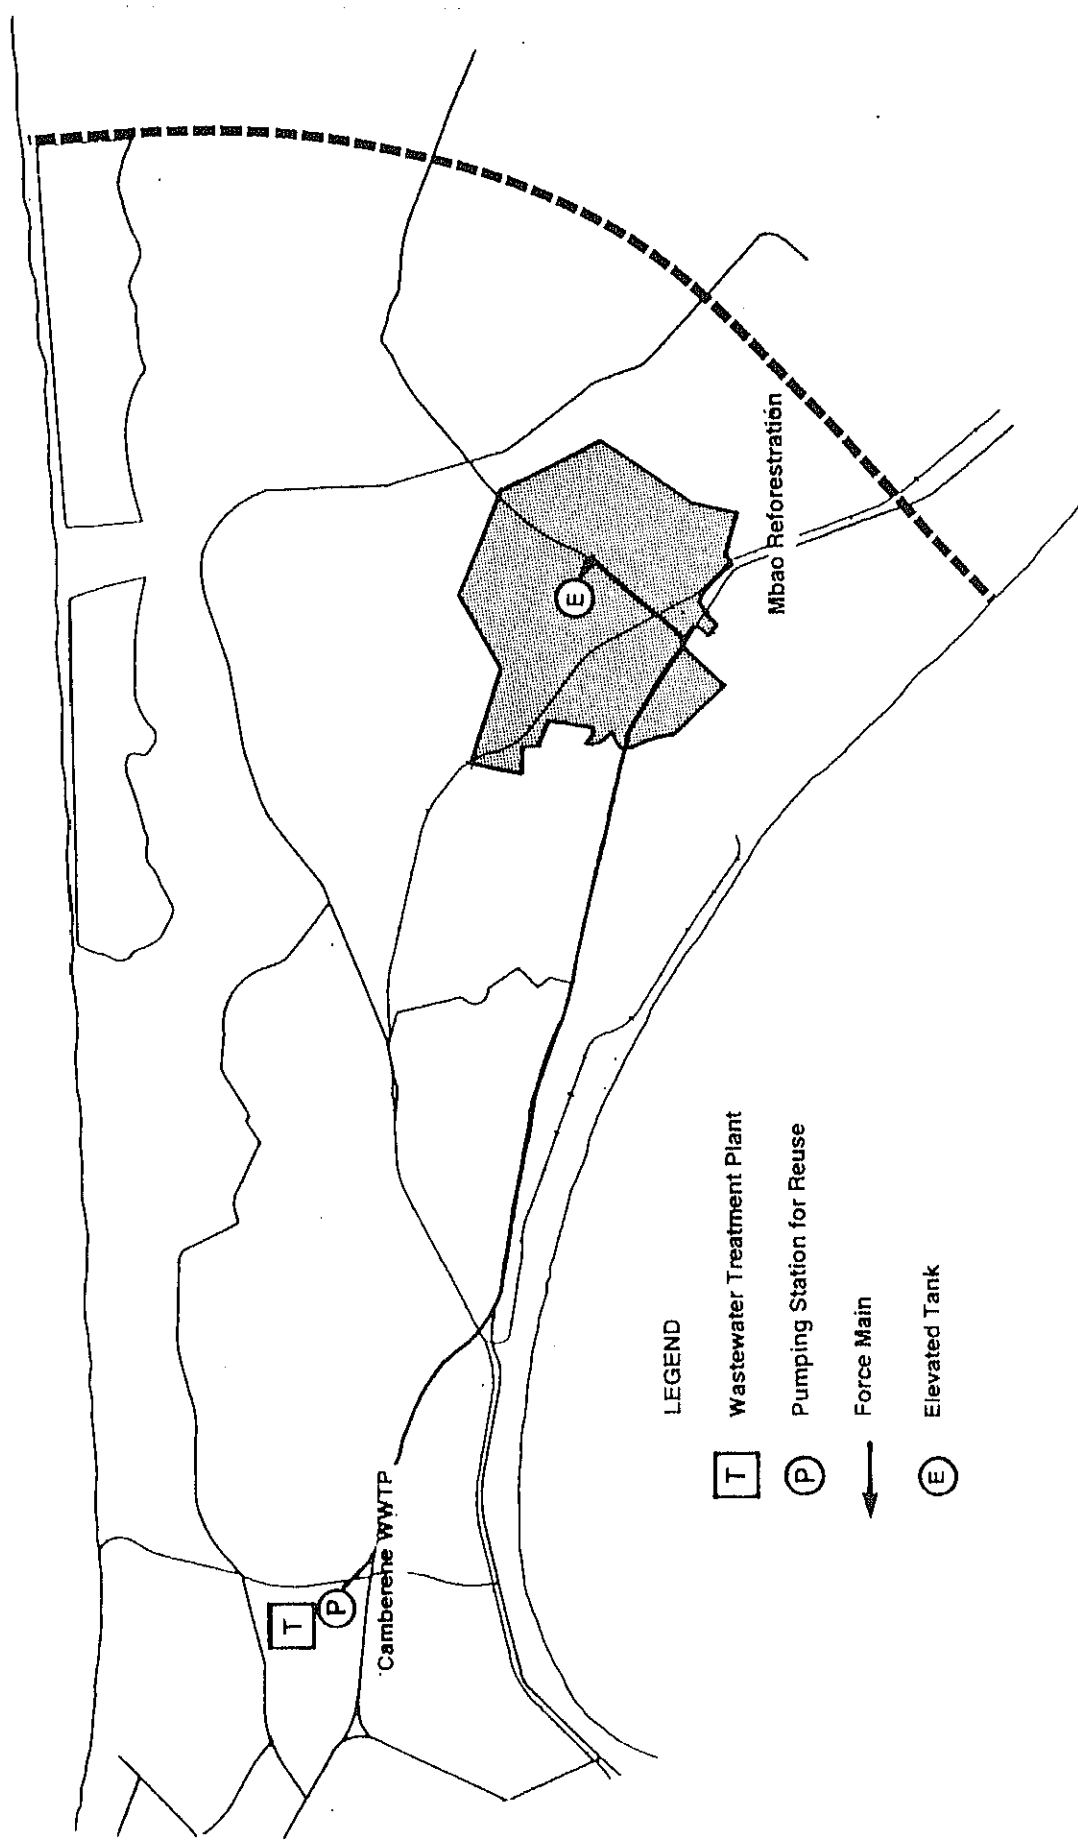 Mbao Reforestration
E
T
P
Camberene WWTP
LEGEND
T Wastewater Treatment Plant
P Pumping Station for Reuse
Force Main
E Elevated Tank